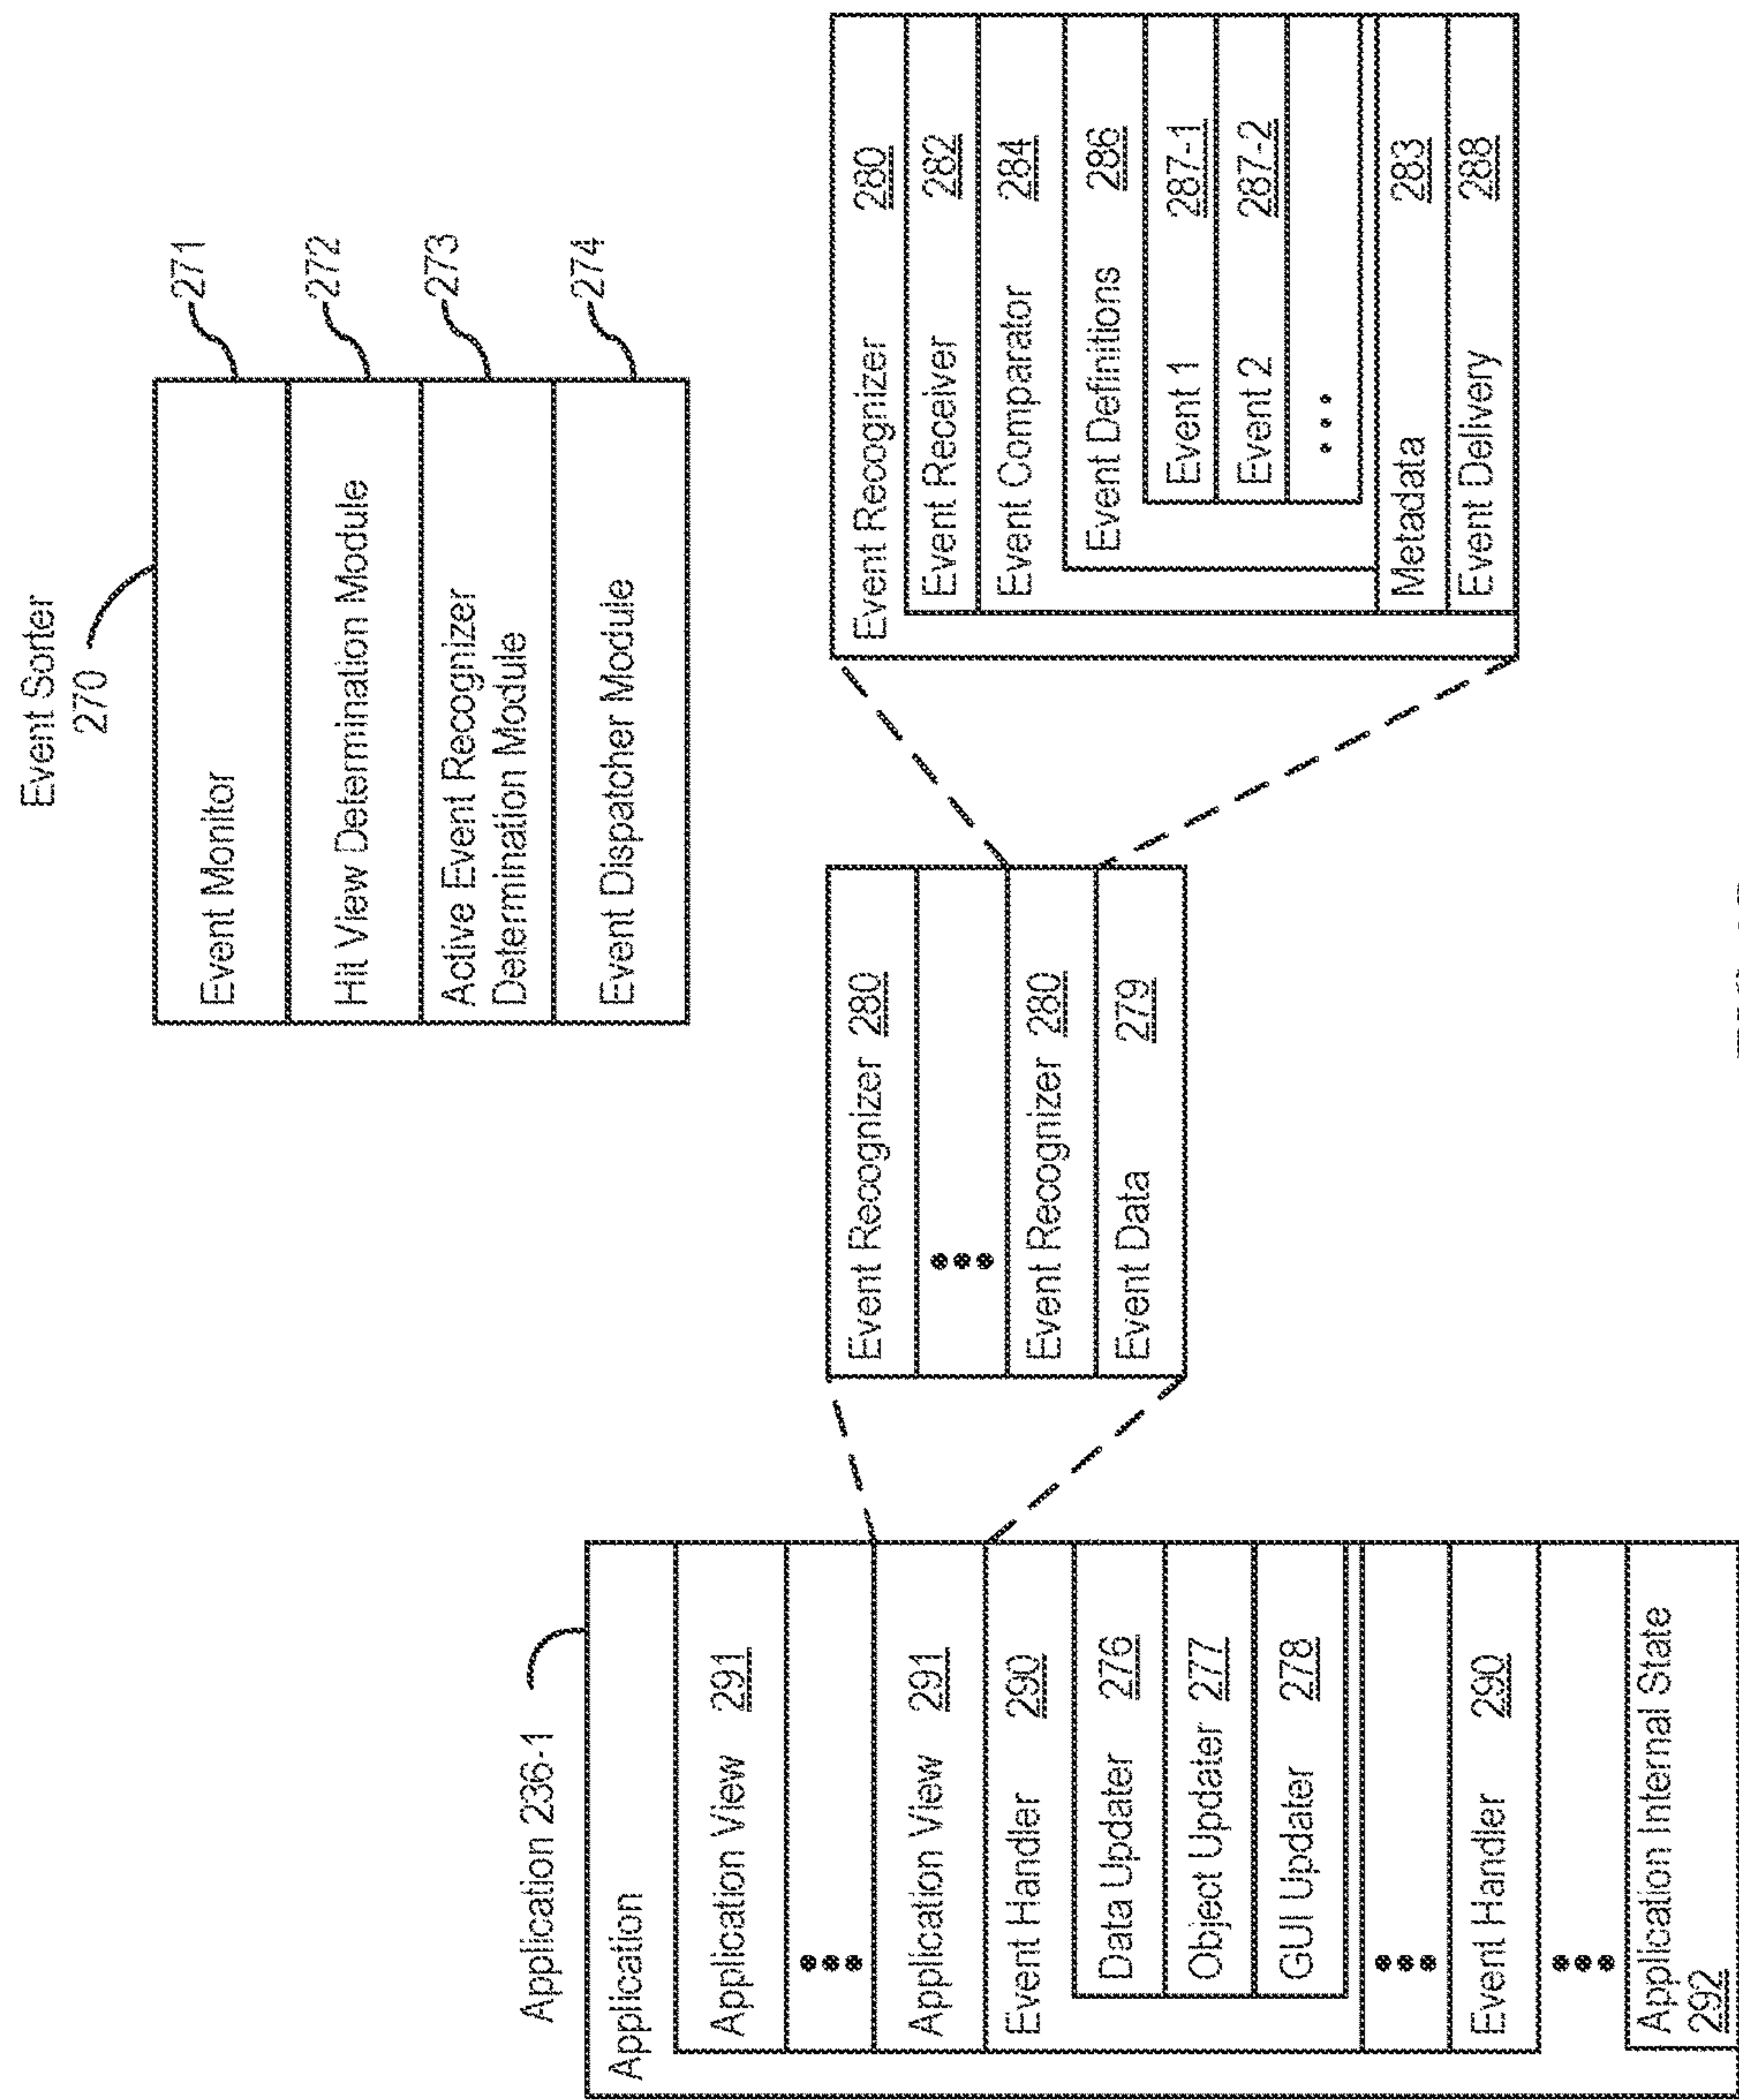 Event Sorter
270
Event Monitor
271
Hit View Determination Module
272
Active Event Recognizer
Determination Module
273
Event Dispatcher Module
274
Application 236-1
Application
Application View 291
Application View 291
Event Handler 290
Data Updater 276
Object Updater 277
GUI Updater 278
Event Handler 290
Application Internal State
292
Event Recognizer 280
Event Recognizer 280
Event Data 279
Event Recognizer 280
Event Receiver 282
Event Comparator 284
Event Definitions 286
Event 1 287-1
Event 2 287-2
Metadata 283
Event Delivery 288